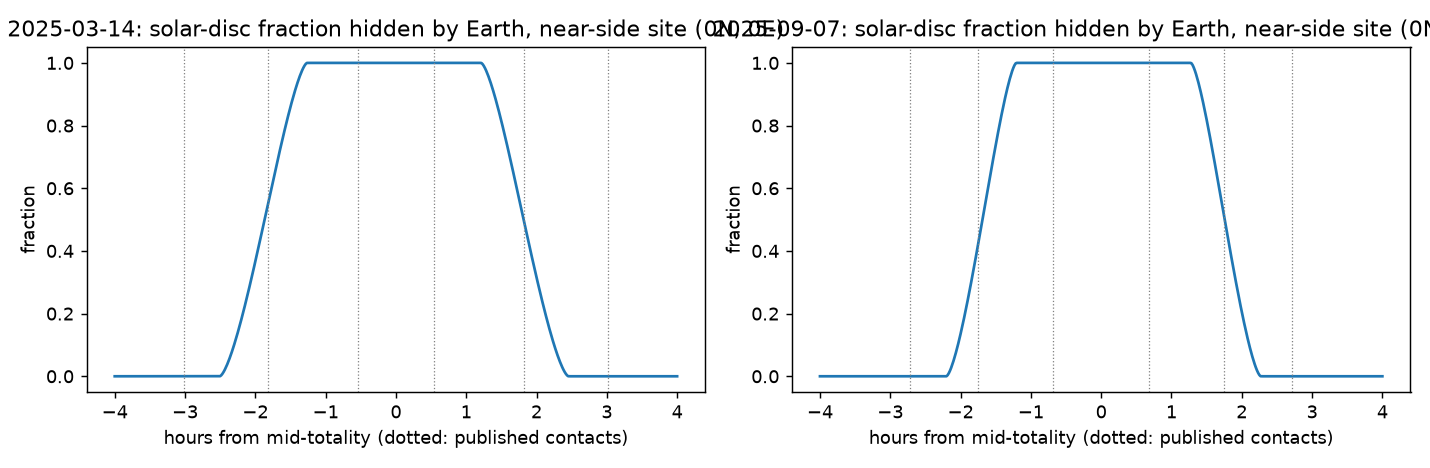 2025-03-14: solar-disc fraction hidden by Earth, near-side site (0N, 0E)
1.0
0.8
0.6
0.4
0.2
0.0
fraction
−4 −3 −2 −1 0 1 2 3 4
hours from mid-totality (dotted: published contacts)
2025-09-07: solar-disc fraction hidden by Earth, near-side site (0N
1.0
0.8
0.6
0.4
0.2
0.0
fraction
−4 −3 −2 −1 0 1 2 3 4
hours from mid-totality (dotted: published contacts)